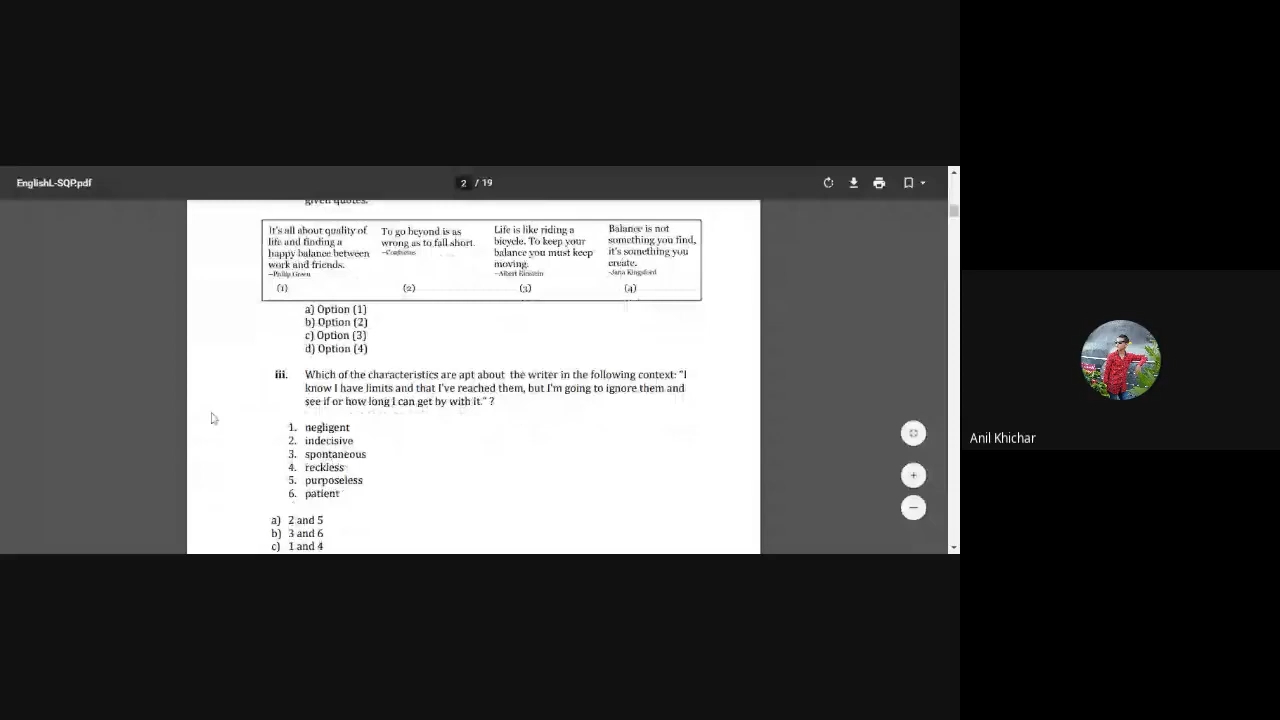 EnglishL-SQP.pdf
2 / 19
given quotes.
It's all about quality of
life and finding a
happy balance between
work and friends.
–Philip Green
(1)
To go beyond is as
wrong as to fall short.
–Confucius
(2)
Life is like riding a
bicycle. To keep your
balance you must keep
moving.
–Albert Einstein
(3)
Balance is not
something you find,
it's something you
create.
-Jana Kingsford
(4)
a) Option (1)
b) Option (2)
c) Option (3)
d) Option (4)
iii. Which of the characteristics are apt about the writer in the following context: "I
know I have limits and that I've reached them, but I'm going to ignore them and
see if or how long I can get by with it." ?
1. negligent
2. indecisive
3. spontaneous
4. reckless
5. purposeless
6. patient
a) 2 and 5
b) 3 and 6
c) 1 and 4
Anil Khichar